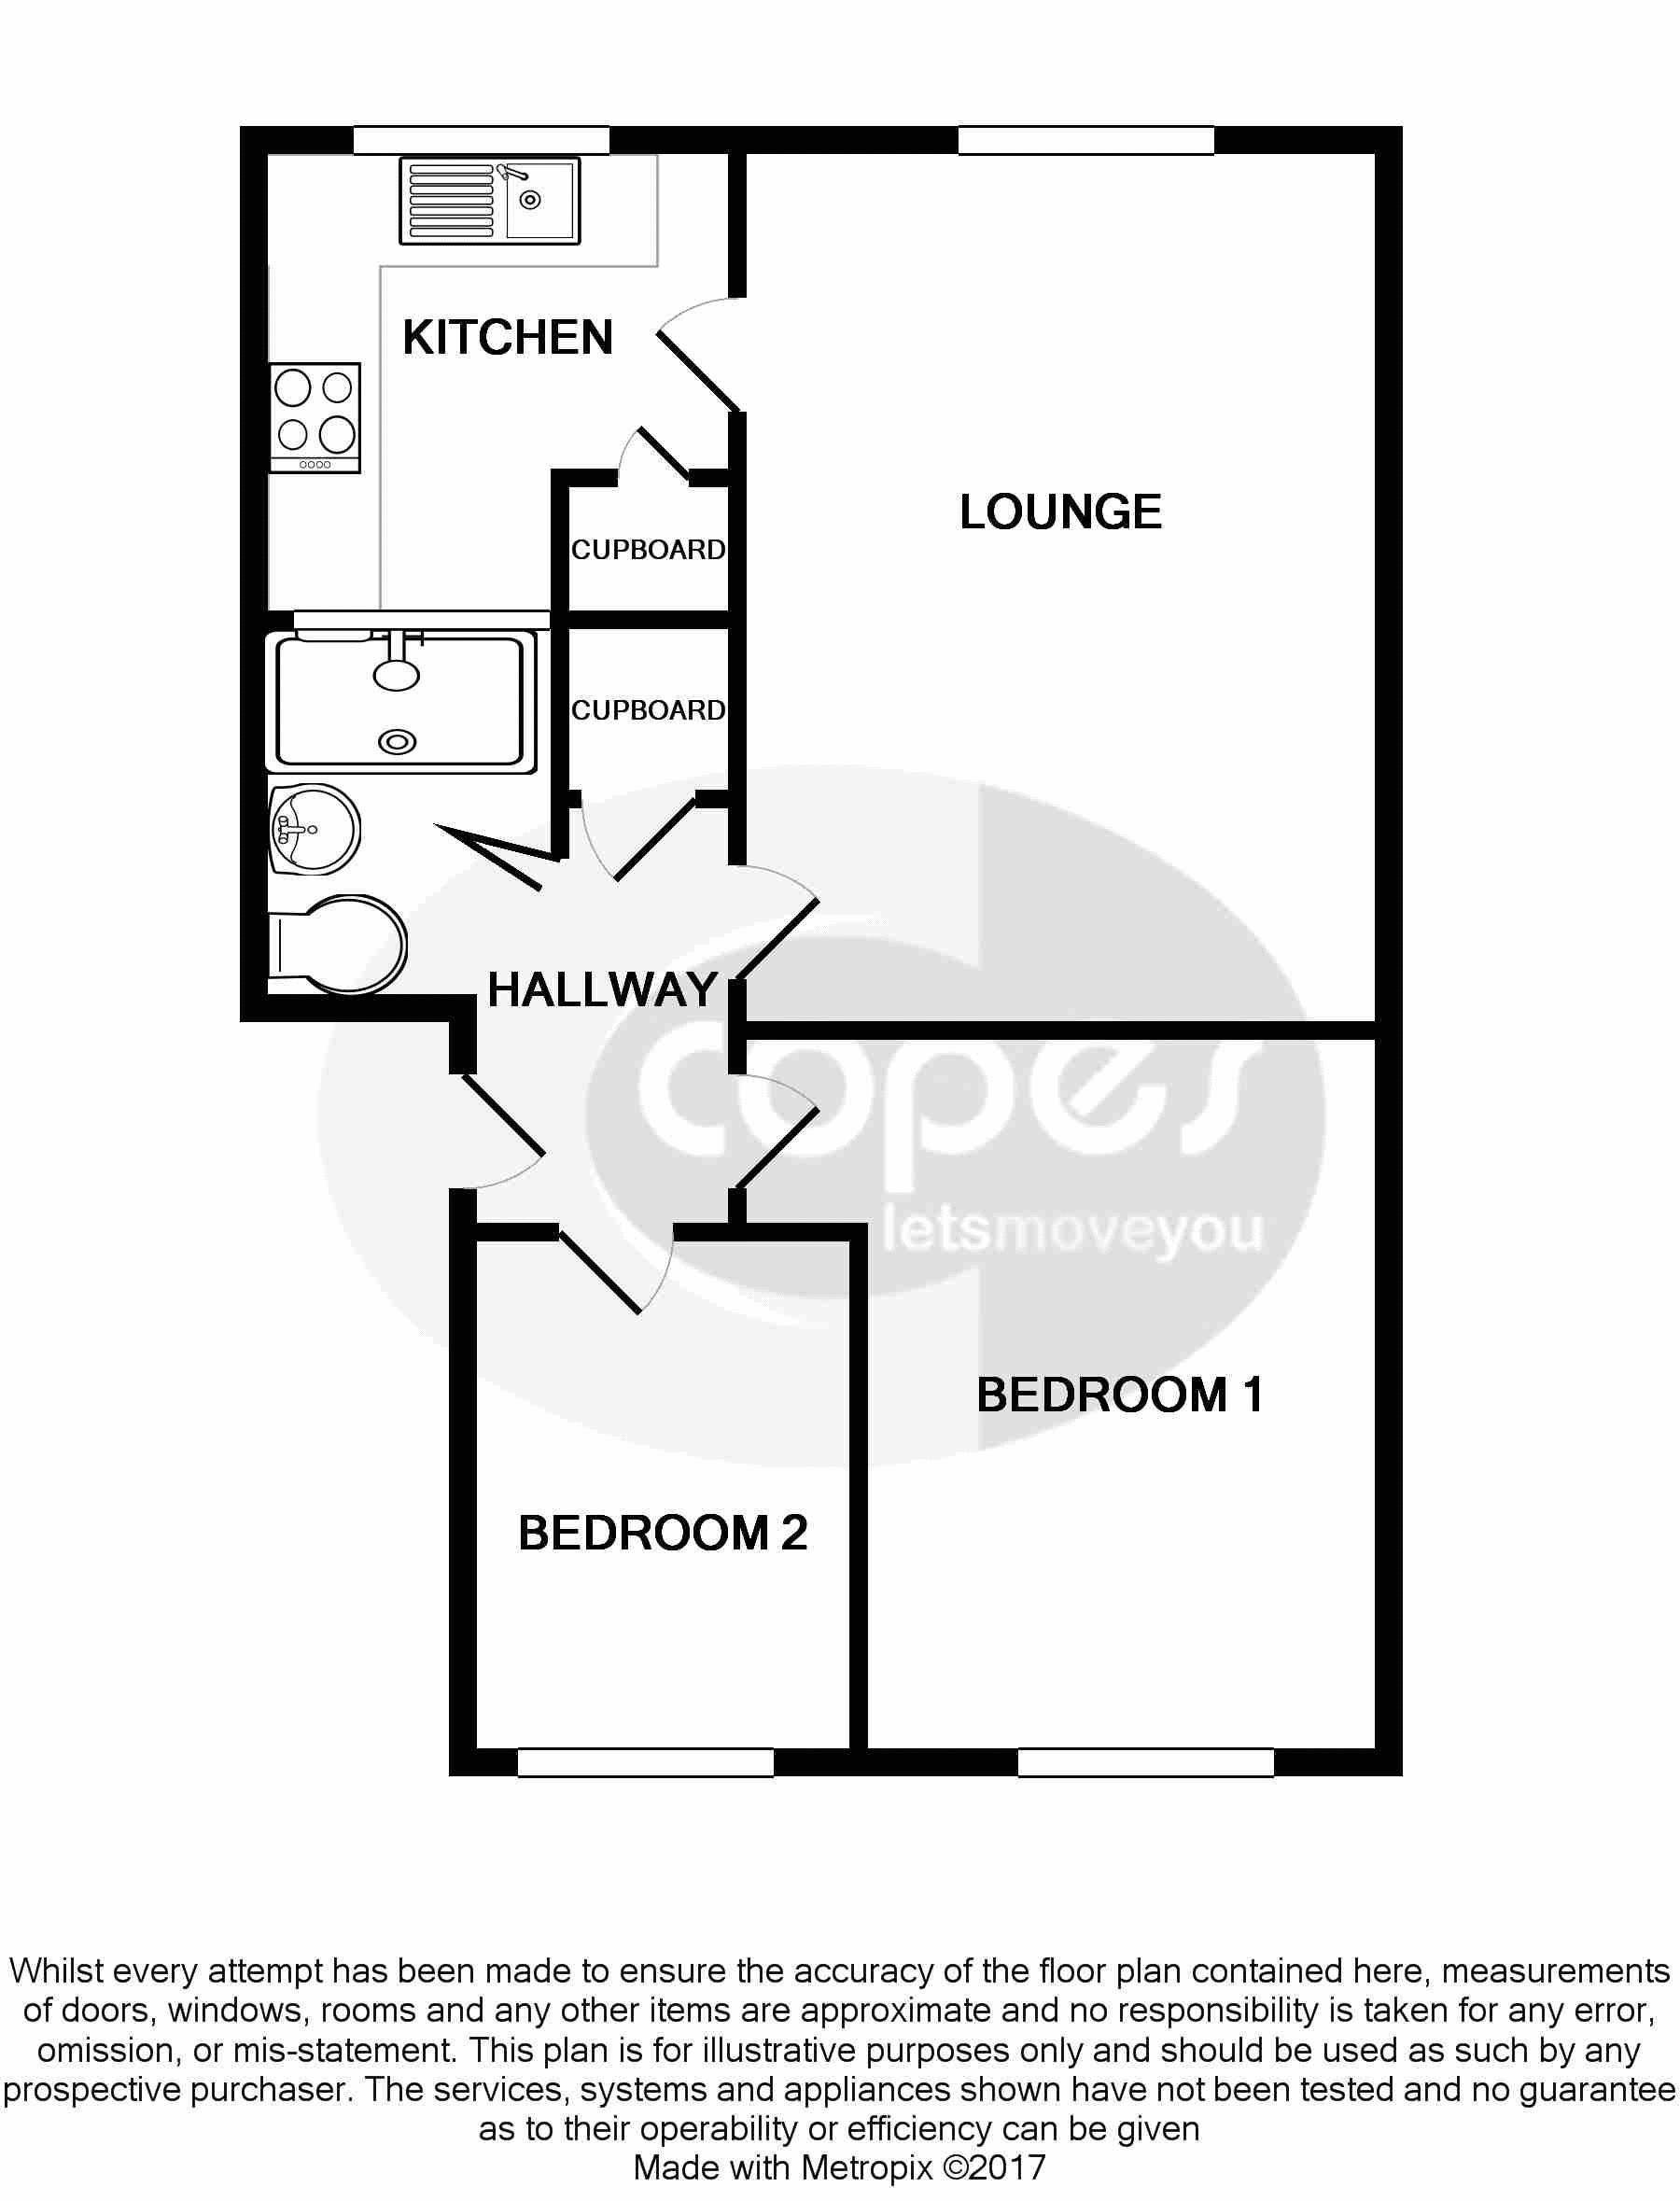 KITCHEN
LOUNGE
CUPBOARD
CUPBOARD
HALLWAY
copes
letsmoveyou
BEDROOM 1
BEDROOM 2
Whilst every attempt has been made to ensure the accuracy of the floor plan contained here, measurements
of doors, windows, rooms and any other items are approximate and no responsibility is taken for any error,
omission, or mis-statement. This plan is for illustrative purposes only and should be used as such by any
prospective purchaser. The services, systems and appliances shown have not been tested and no guarantee
as to their operability or efficiency can be given
Made with Metropix ©2017